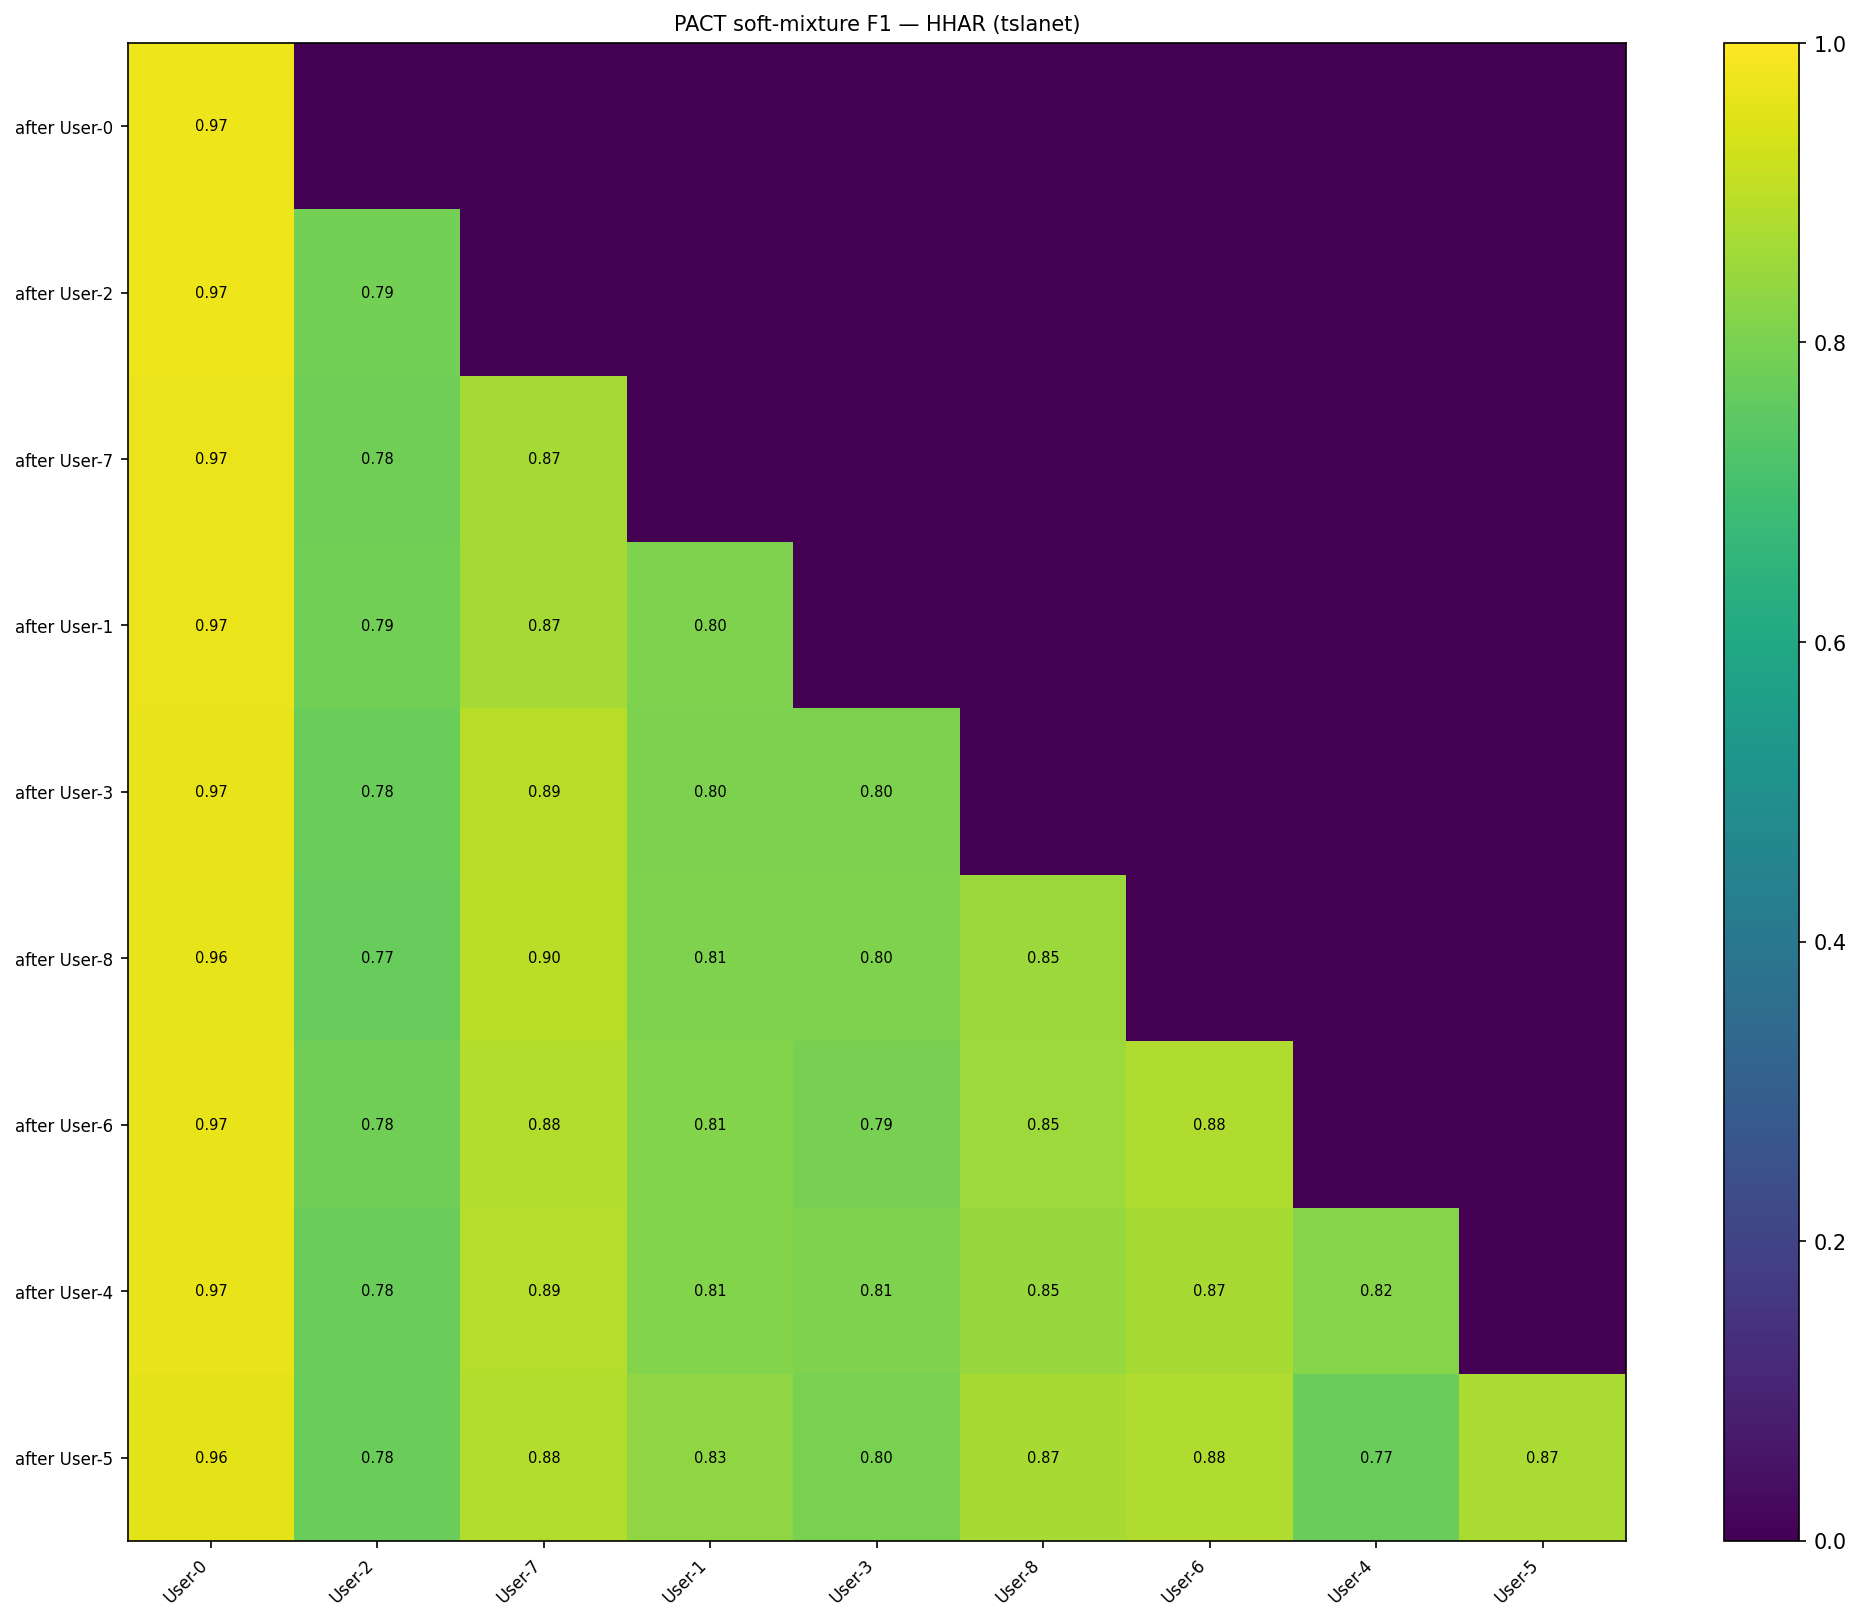 PACT soft-mixture F1 — HHAR (tslanet)
1.0
after User-0 0.97
after User-2 0.97 0.79
0.8
after User-7 0.97 0.78 0.87
after User-1 0.97 0.79 0.87 0.80
0.6
after User-3 0.97 0.78 0.89 0.80 0.80
0.4
after User-8 0.96 0.77 0.90 0.81 0.80 0.85
after User-6 0.97 0.78 0.88 0.81 0.79 0.85 0.88
0.2
after User-4 0.97 0.78 0.89 0.81 0.81 0.85 0.87 0.82
after User-5 0.96 0.78 0.88 0.83 0.80 0.87 0.88 0.77 0.87
0.0
User-0 User-2 User-7 User-1 User-3 User-8 User-6 User-4 User-5